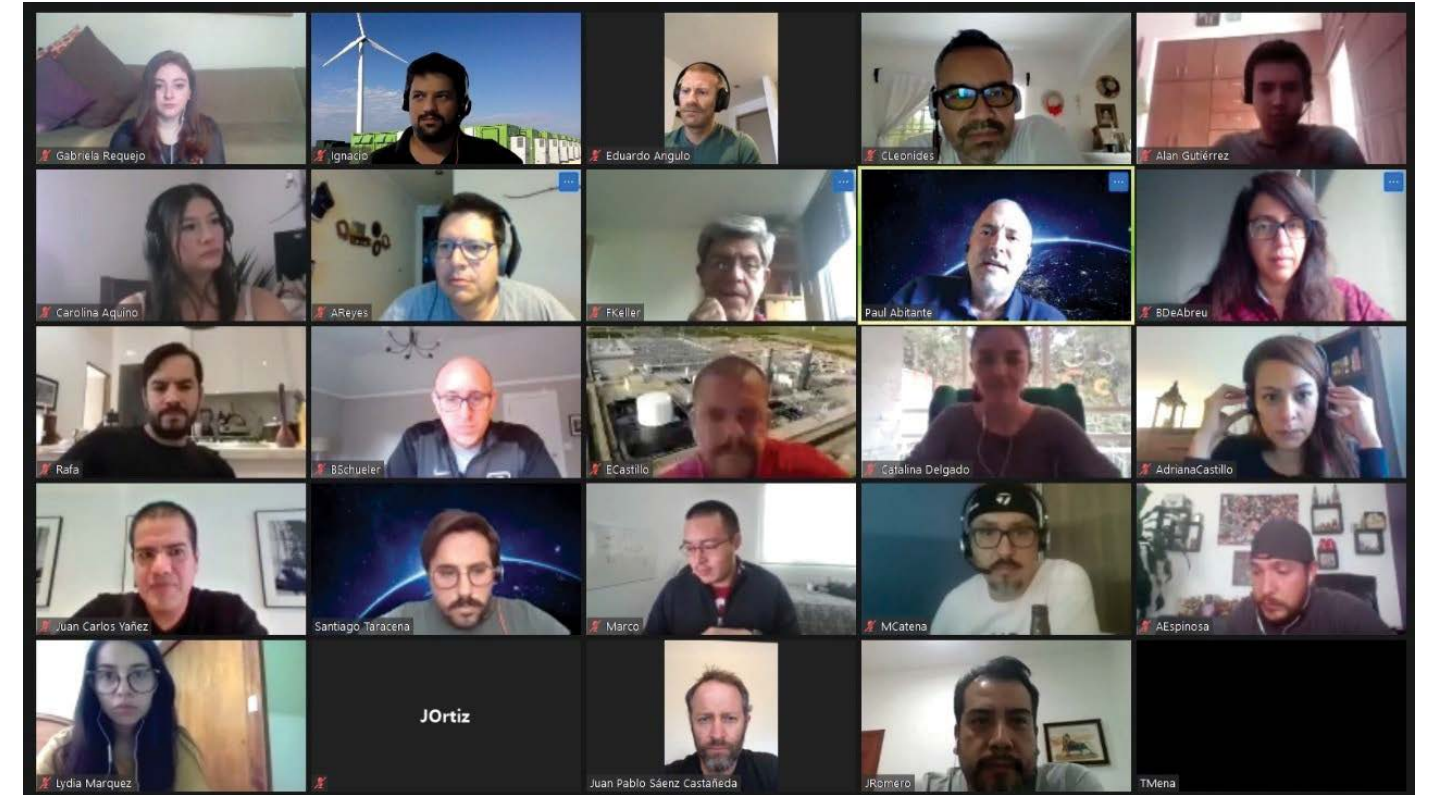 Gabriela Requejo
Ignacio
Eduardo Angulo
CLeonides
Alan Gutiérrez
Carolina Aquino
AReyes
FKeller
Paul Abitante
BDeAbreu
Rafa
BSchueler
ECastillo
Catalina Delgado
AdrianaCastillo
Juan Carlos Yañez
Santiago Taracena
Marco
MCatena
AEspinosa
Lydia Marquez
JOrtiz
Juan Pablo Sáenz Castañeda
JRomero
TMena